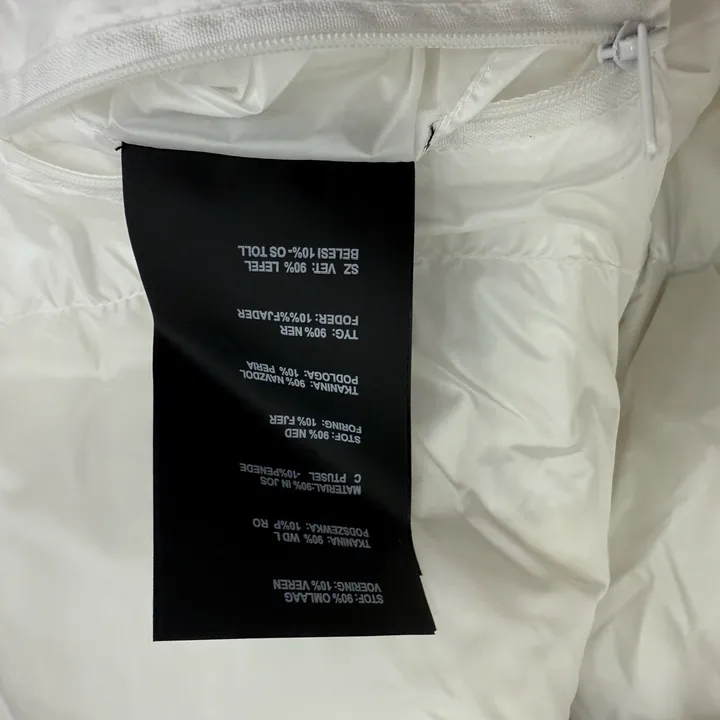 STOF: 90% OMLAAG
VOERING: 10% VEREN
TKANINA: 90% WD L
PODSZEWKA: 10%P RO
MATERIAL:90% IN JOS
C PTUSEL -10%PENEDE
STOF: 90% NED
FORING: 10% FJER
TKANINA: 90% NAVZDOL
PODLOGA: 10% PERIA
TYG: 90% NER
FODER: 10%%FJADER
SZ VET: 90% LEFEL
BELESI 10%-OS TOLL